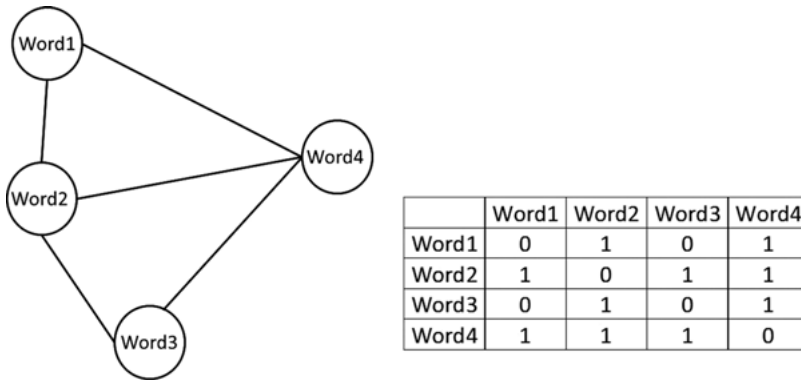 Word1
Word4
Word2
Word3
Word1 Word2 Word3 Word4
Word1 0 1 0 1
Word2 1 0 1 1
Word3 0 1 0 1
Word4 1 1 1 0